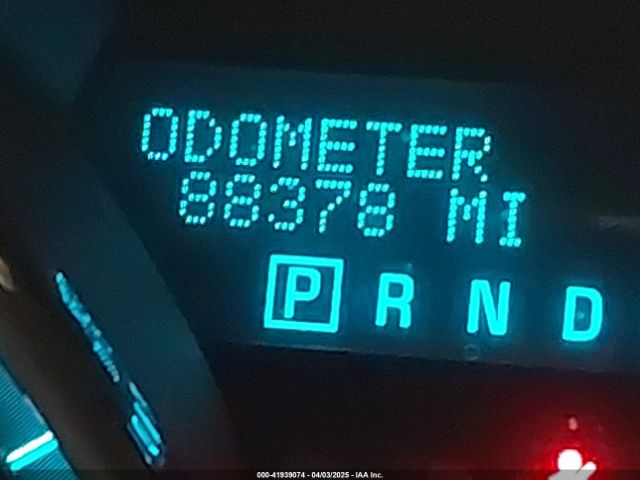 ODOMETER
88378 MI
P R N D
000-41939074 - 04/03/2025 - IAA Inc.